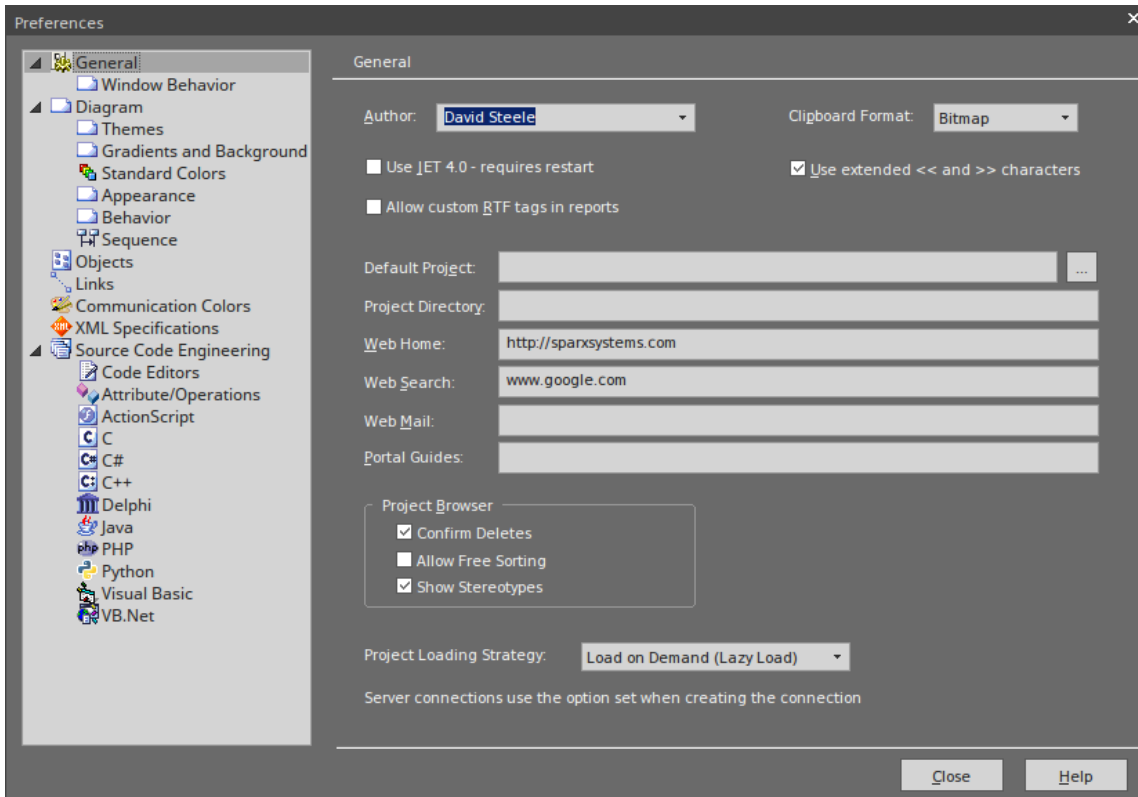 Preferences
General
Window Behavior
Diagram
Themes
Gradients and Background
Standard Colors
Appearance
Behavior
Sequence
Objects
Links
Communication Colors
XML Specifications
Source Code Engineering
Code Editors
Attribute/Operations
ActionScript
C
C#
C++
Delphi
Java
PHP
Python
Visual Basic
VB.Net
General
Author: David Steele Clipboard Format: Bitmap
Use JET 4.0 - requires restart Use extended << and >> characters
Allow custom RTF tags in reports
Default Project: ...
Project Directory:
Web Home: http://sparxsystems.com
Web Search: www.google.com
Web Mail:
Portal Guides:
Project Browser
Confirm Deletes
Allow Free Sorting
Show Stereotypes
Project Loading Strategy: Load on Demand (Lazy Load)
Server connections use the option set when creating the connection
Close Help